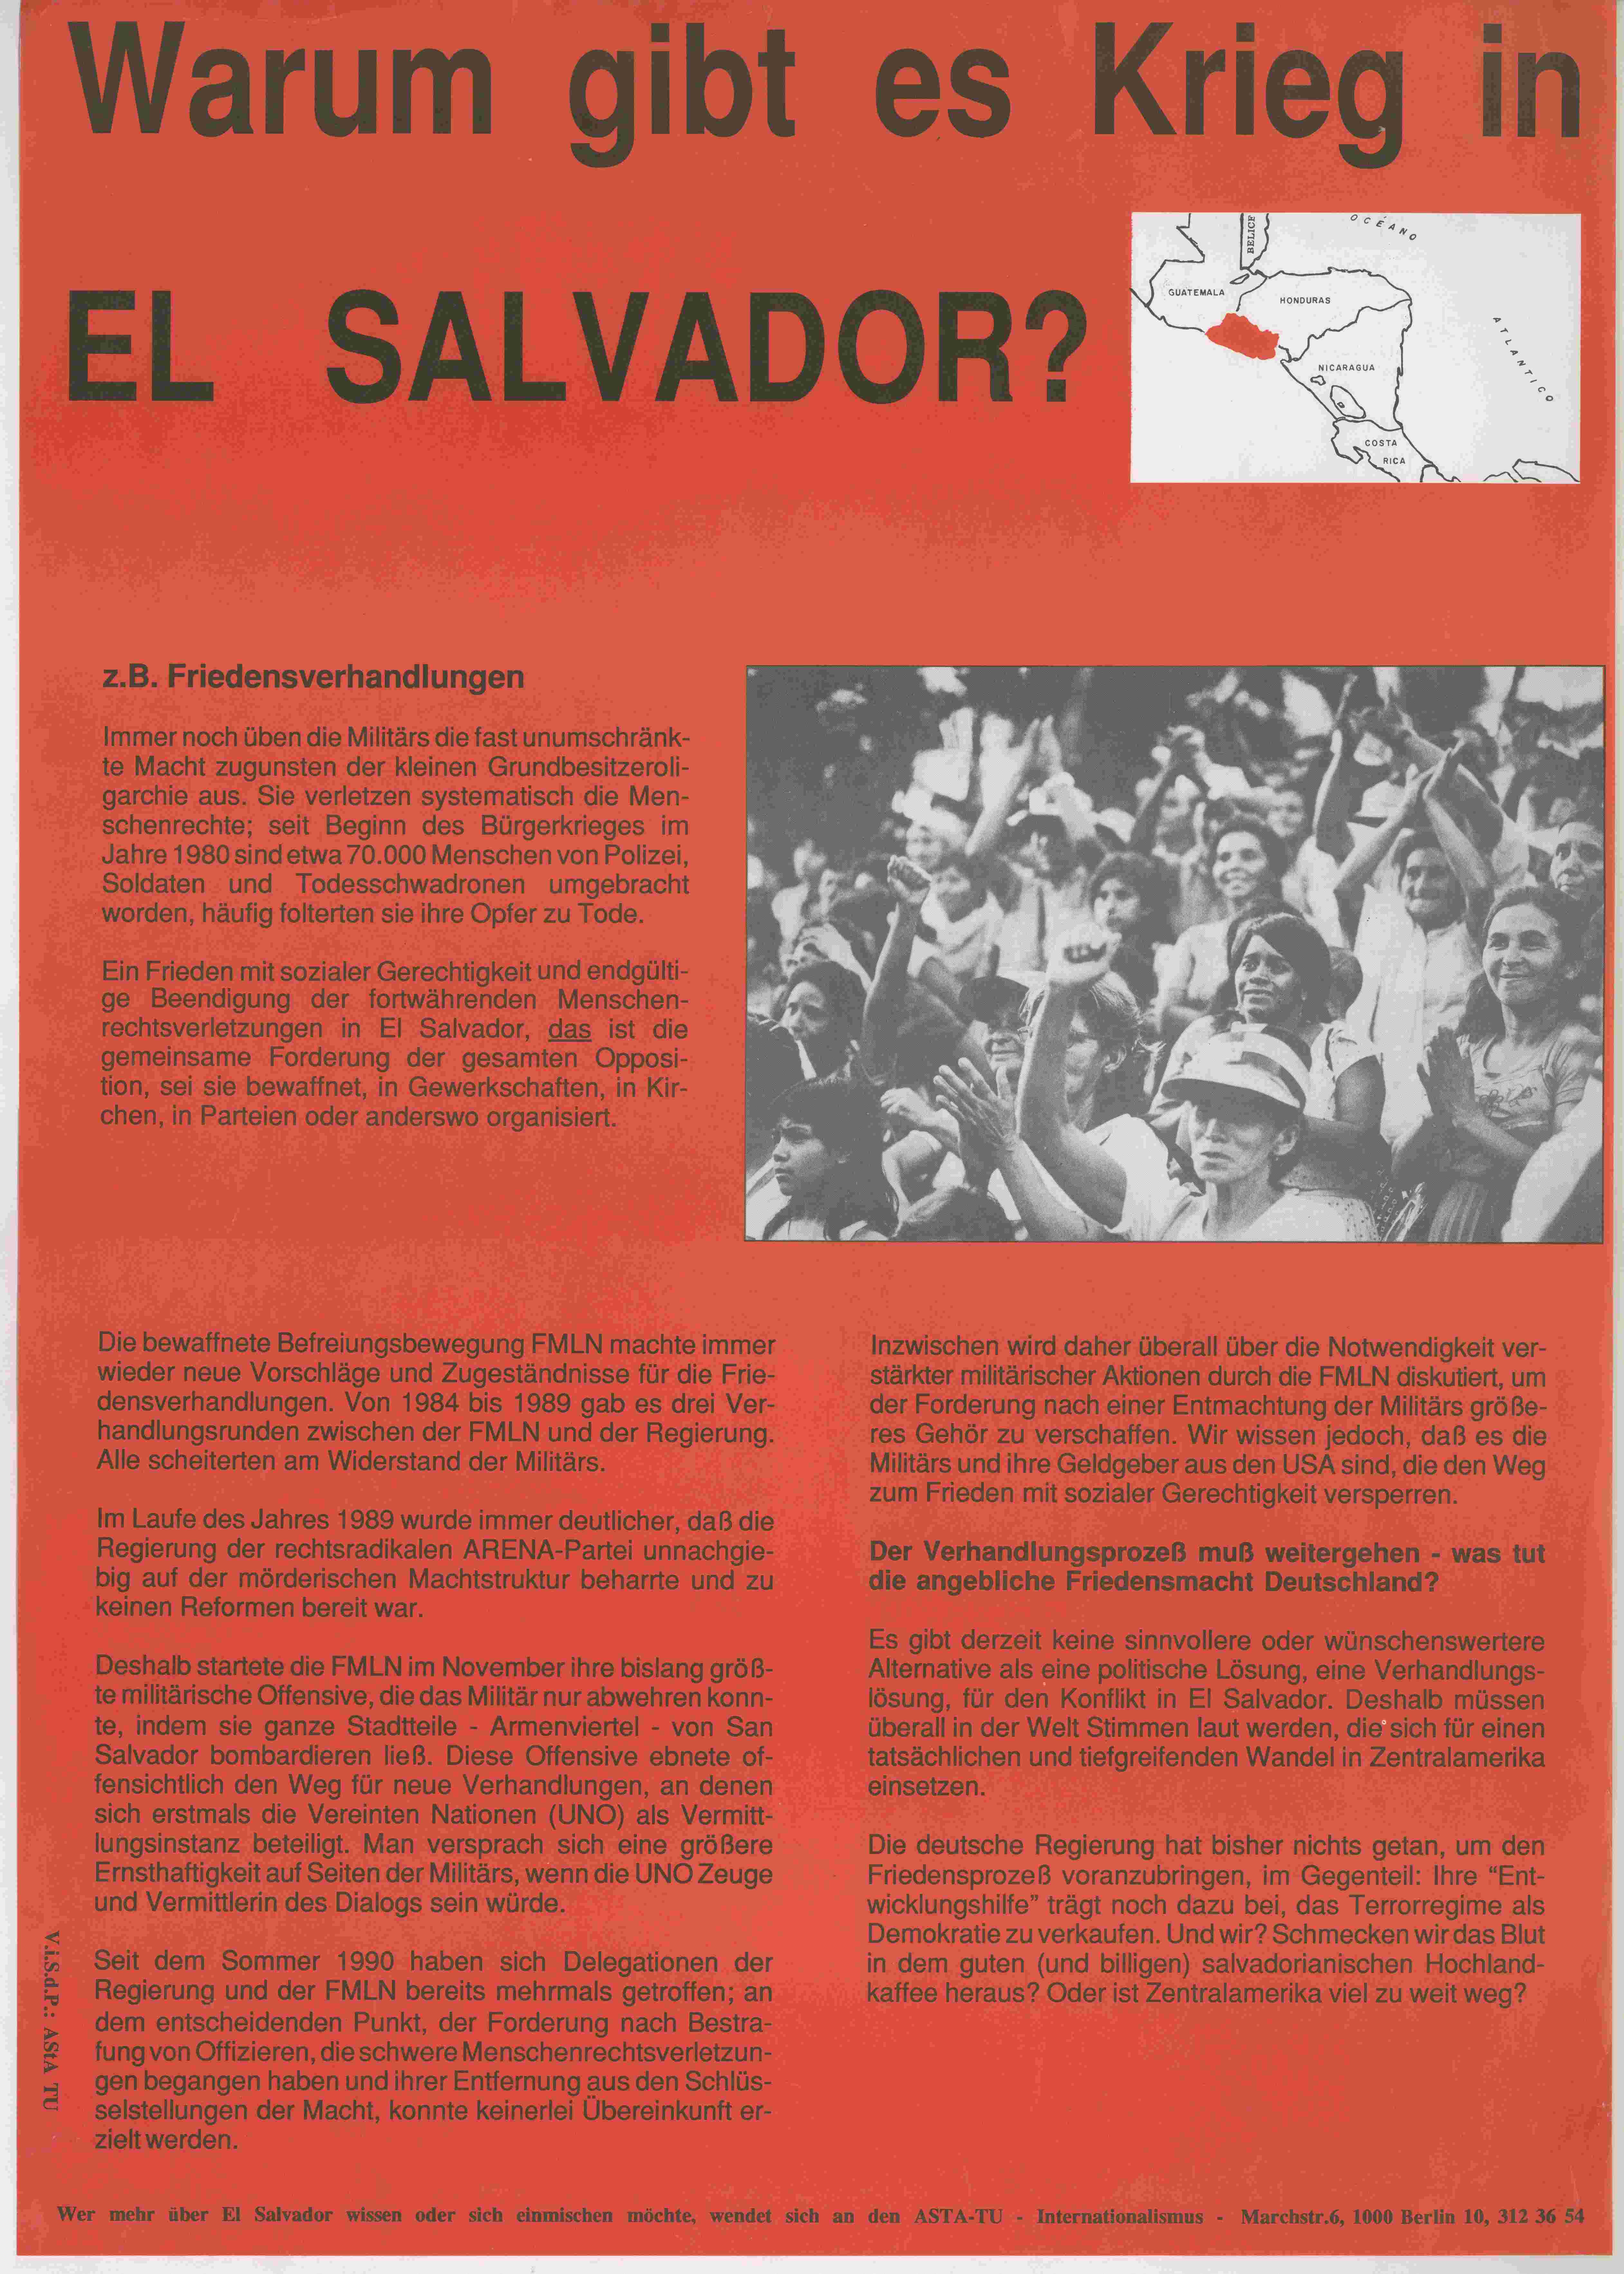 Warum gibt es Krieg in
EL SALVADOR?
OCÉANO
BELICE
GUATEMALA
HONDURAS
ATLANTICO
NICARAGUA
COSTA
RICA
z.B. Friedensverhandlungen
Immer noch üben die Militärs die fast unumschränk-
te Macht zugunsten der kleinen Grundbesitzeroli-
garchie aus. Sie verletzen systematisch die Men-
schenrechte; seit Beginn des Bürgerkrieges im
Jahre 1980 sind etwa 70.000 Menschen von Polizei,
Soldaten und Todesschwadronen umgebracht
worden, häufig folterten sie ihre Opfer zu Tode.
Ein Frieden mit sozialer Gerechtigkeit und endgülti-
ge Beendigung der fortwährenden Menschen-
rechtsverletzungen in El Salvador, das ist die
gemeinsame Forderung der gesamten Opposi-
tion, sei sie bewaffnet, in Gewerkschaften, in Kir-
chen, in Parteien oder anderswo organisiert.
Die bewaffnete Befreiungsbewegung FMLN machte immer
wieder neue Vorschläge und Zugeständnisse für die Frie-
densverhandlungen. Von 1984 bis 1989 gab es drei Ver-
handlungsrunden zwischen der FMLN und der Regierung.
Alle scheiterten am Widerstand der Militärs.
Im Laufe des Jahres 1989 wurde immer deutlicher, daß die
Regierung der rechtsradikalen ARENA-Partei unnachgie-
big auf der mörderischen Machtstruktur beharrte und zu
keinen Reformen bereit war.
Deshalb startete die FMLN im November ihre bislang größ-
te militärische Offensive, die das Militär nur abwehren konn-
te, indem sie ganze Stadtteile - Armenviertel - von San
Salvador bombardieren ließ. Diese Offensive ebnete of-
fensichtlich den Weg für neue Verhandlungen, an denen
sich erstmals die Vereinten Nationen (UNO) als Vermitt-
lungsinstanz beteiligt. Man versprach sich eine größere
Ernsthaftigkeit auf Seiten der Militärs, wenn die UNO Zeuge
und Vermittlerin des Dialogs sein würde.
Seit dem Sommer 1990 haben sich Delegationen der
Regierung und der FMLN bereits mehrmals getroffen; an
dem entscheidenden Punkt, der Forderung nach Bestra-
fung von Offizieren, die schwere Menschenrechtsverletzun-
gen begangen haben und ihrer Entfernung aus den Schlüs-
selstellungen der Macht, konnte keinerlei Übereinkunft er-
zielt werden.
Inzwischen wird daher überall über die Notwendigkeit ver-
stärkter militärischer Aktionen durch die FMLN diskutiert, um
der Forderung nach einer Entmachtung der Militärs größe-
res Gehör zu verschaffen. Wir wissen jedoch, daß es die
Militärs und ihre Geldgeber aus den USA sind, die den Weg
zum Frieden mit sozialer Gerechtigkeit versperren.
Der Verhandlungsprozeß muß weitergehen - was tut
die angebliche Friedensmacht Deutschland?
Es gibt derzeit keine sinnvollere oder wünschenswertere
Alternative als eine politische Lösung, eine Verhandlungs-
lösung, für den Konflikt in El Salvador. Deshalb müssen
überall in der Welt Stimmen laut werden, die sich für einen
tatsächlichen und tiefgreifenden Wandel in Zentralamerika
einsetzen.
Die deutsche Regierung hat bisher nichts getan, um den
Friedensprozeß voranzubringen, im Gegenteil: Ihre “Ent-
wicklungshilfe” trägt noch dazu bei, das Terrorregime als
Demokratie zu verkaufen. Und wir? Schmecken wir das Blut
in dem guten (und billigen) salvadorianischen Hochland-
kaffee heraus? Oder ist Zentralamerika viel zu weit weg?
V.i.S.d.P.: AStA TU
Wer mehr über El Salvador wissen oder sich einmischen möchte, wendet sich an den ASTA-TU - Internationalismus - Marchstr.6, 1000 Berlin 10, 312 36 54